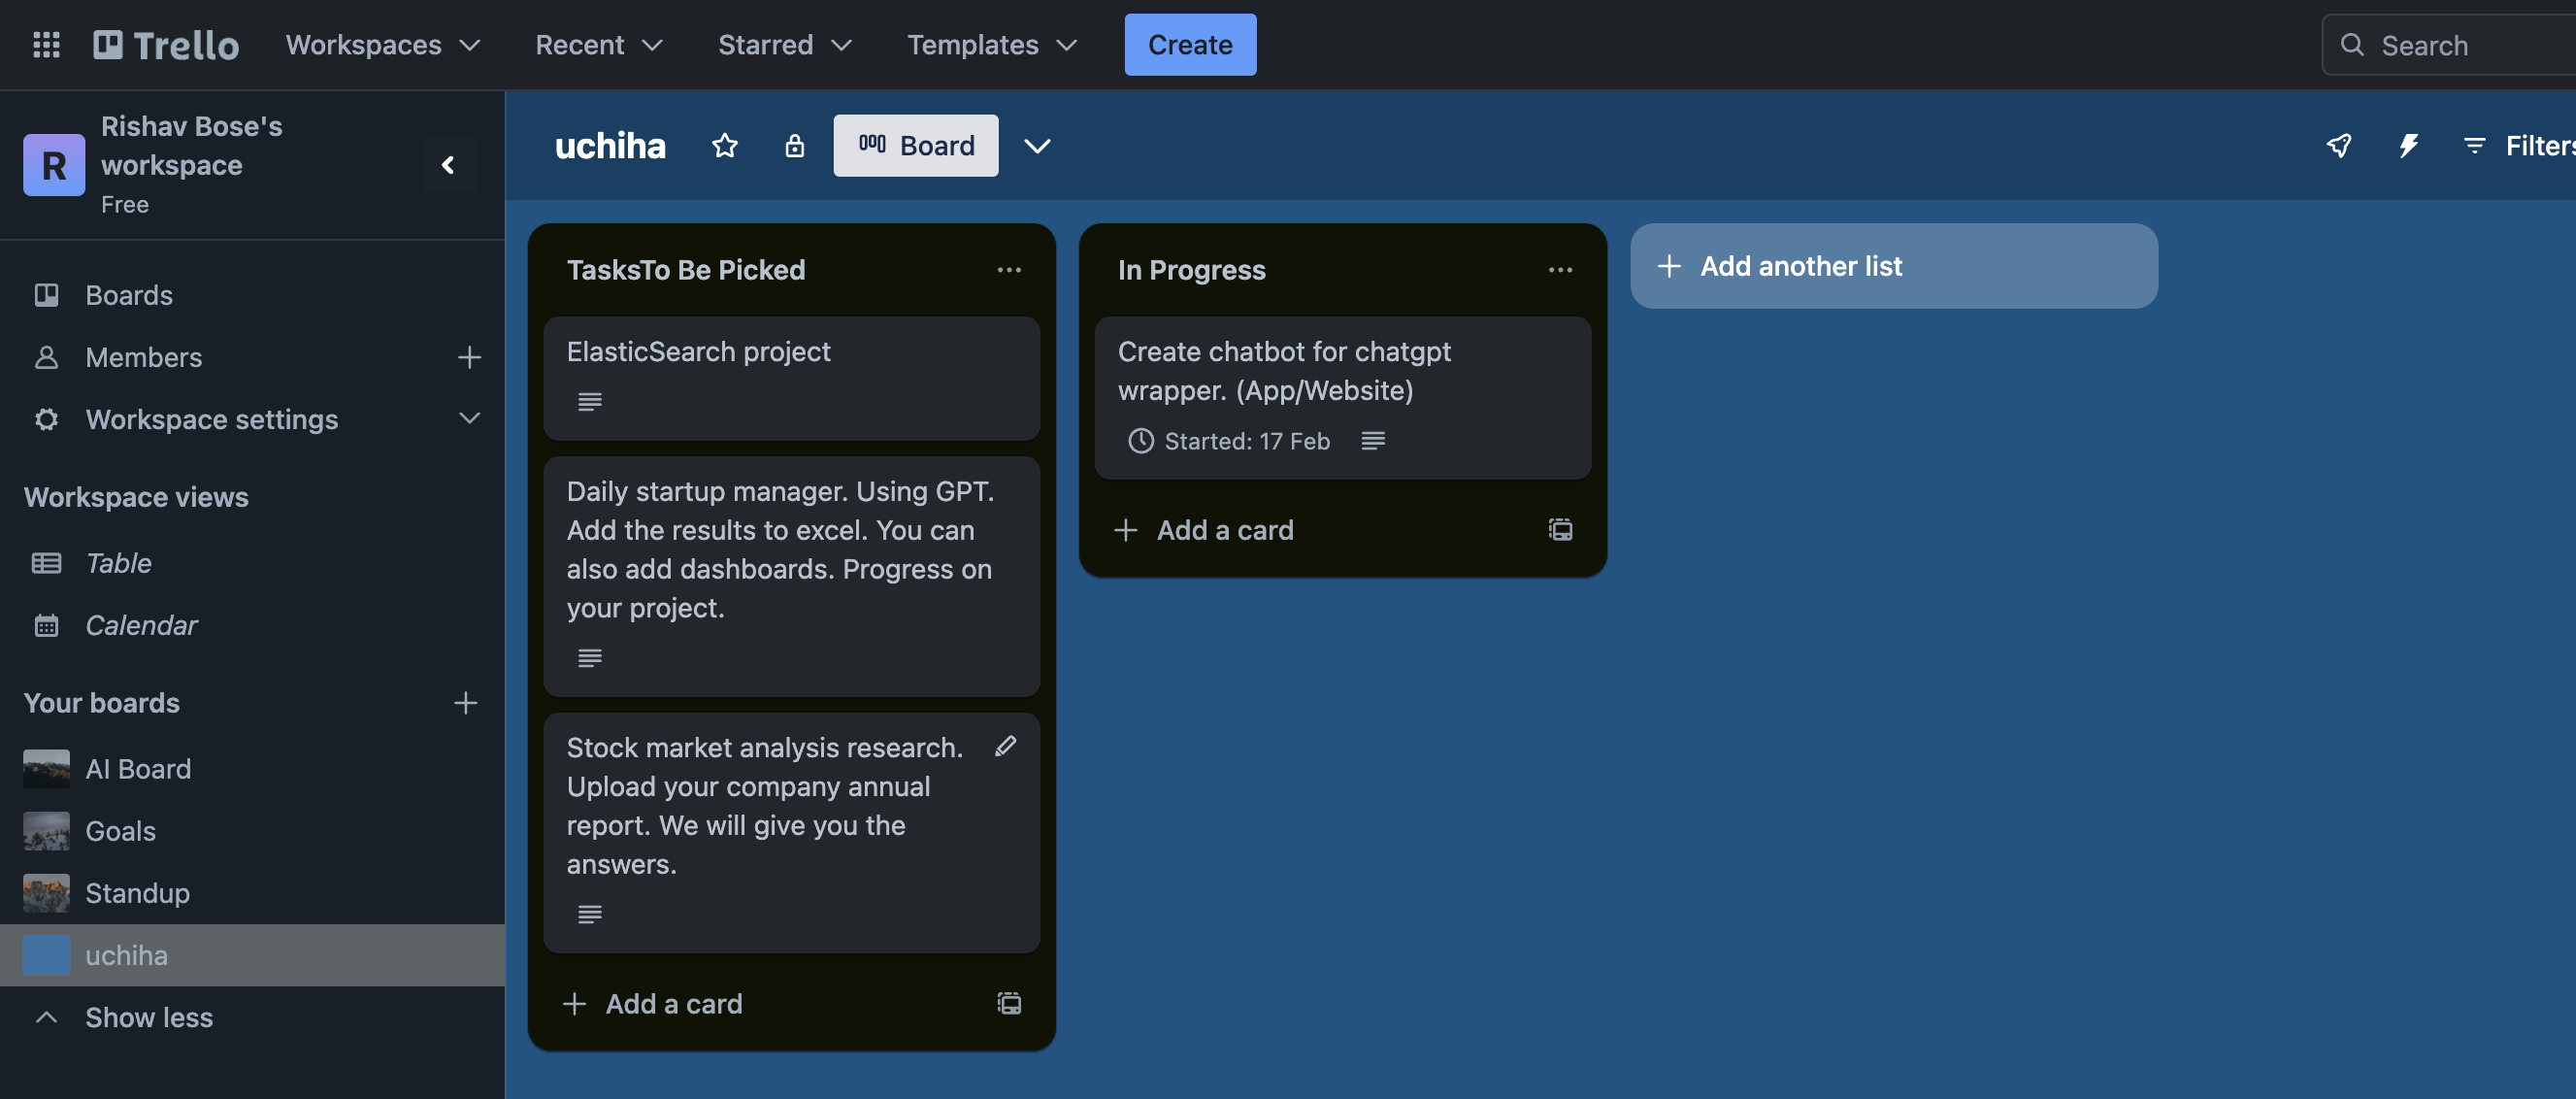 Trello
Workspaces
Recent
Starred
Templates
Create
Search
R
Rishav Bose's
workspace
Free
Boards
Members
Workspace settings
Workspace views
Table
Calendar
Your boards
AI Board
Goals
Standup
uchiha
Show less
uchiha
Board
Filters
TasksTo Be Picked
ElasticSearch project
Daily startup manager. Using GPT.
Add the results to excel. You can
also add dashboards. Progress on
your project.
Stock market analysis research.
Upload your company annual
report. We will give you the
answers.
Add a card
In Progress
Create chatbot for chatgpt
wrapper. (App/Website)
Started: 17 Feb
Add a card
Add another list